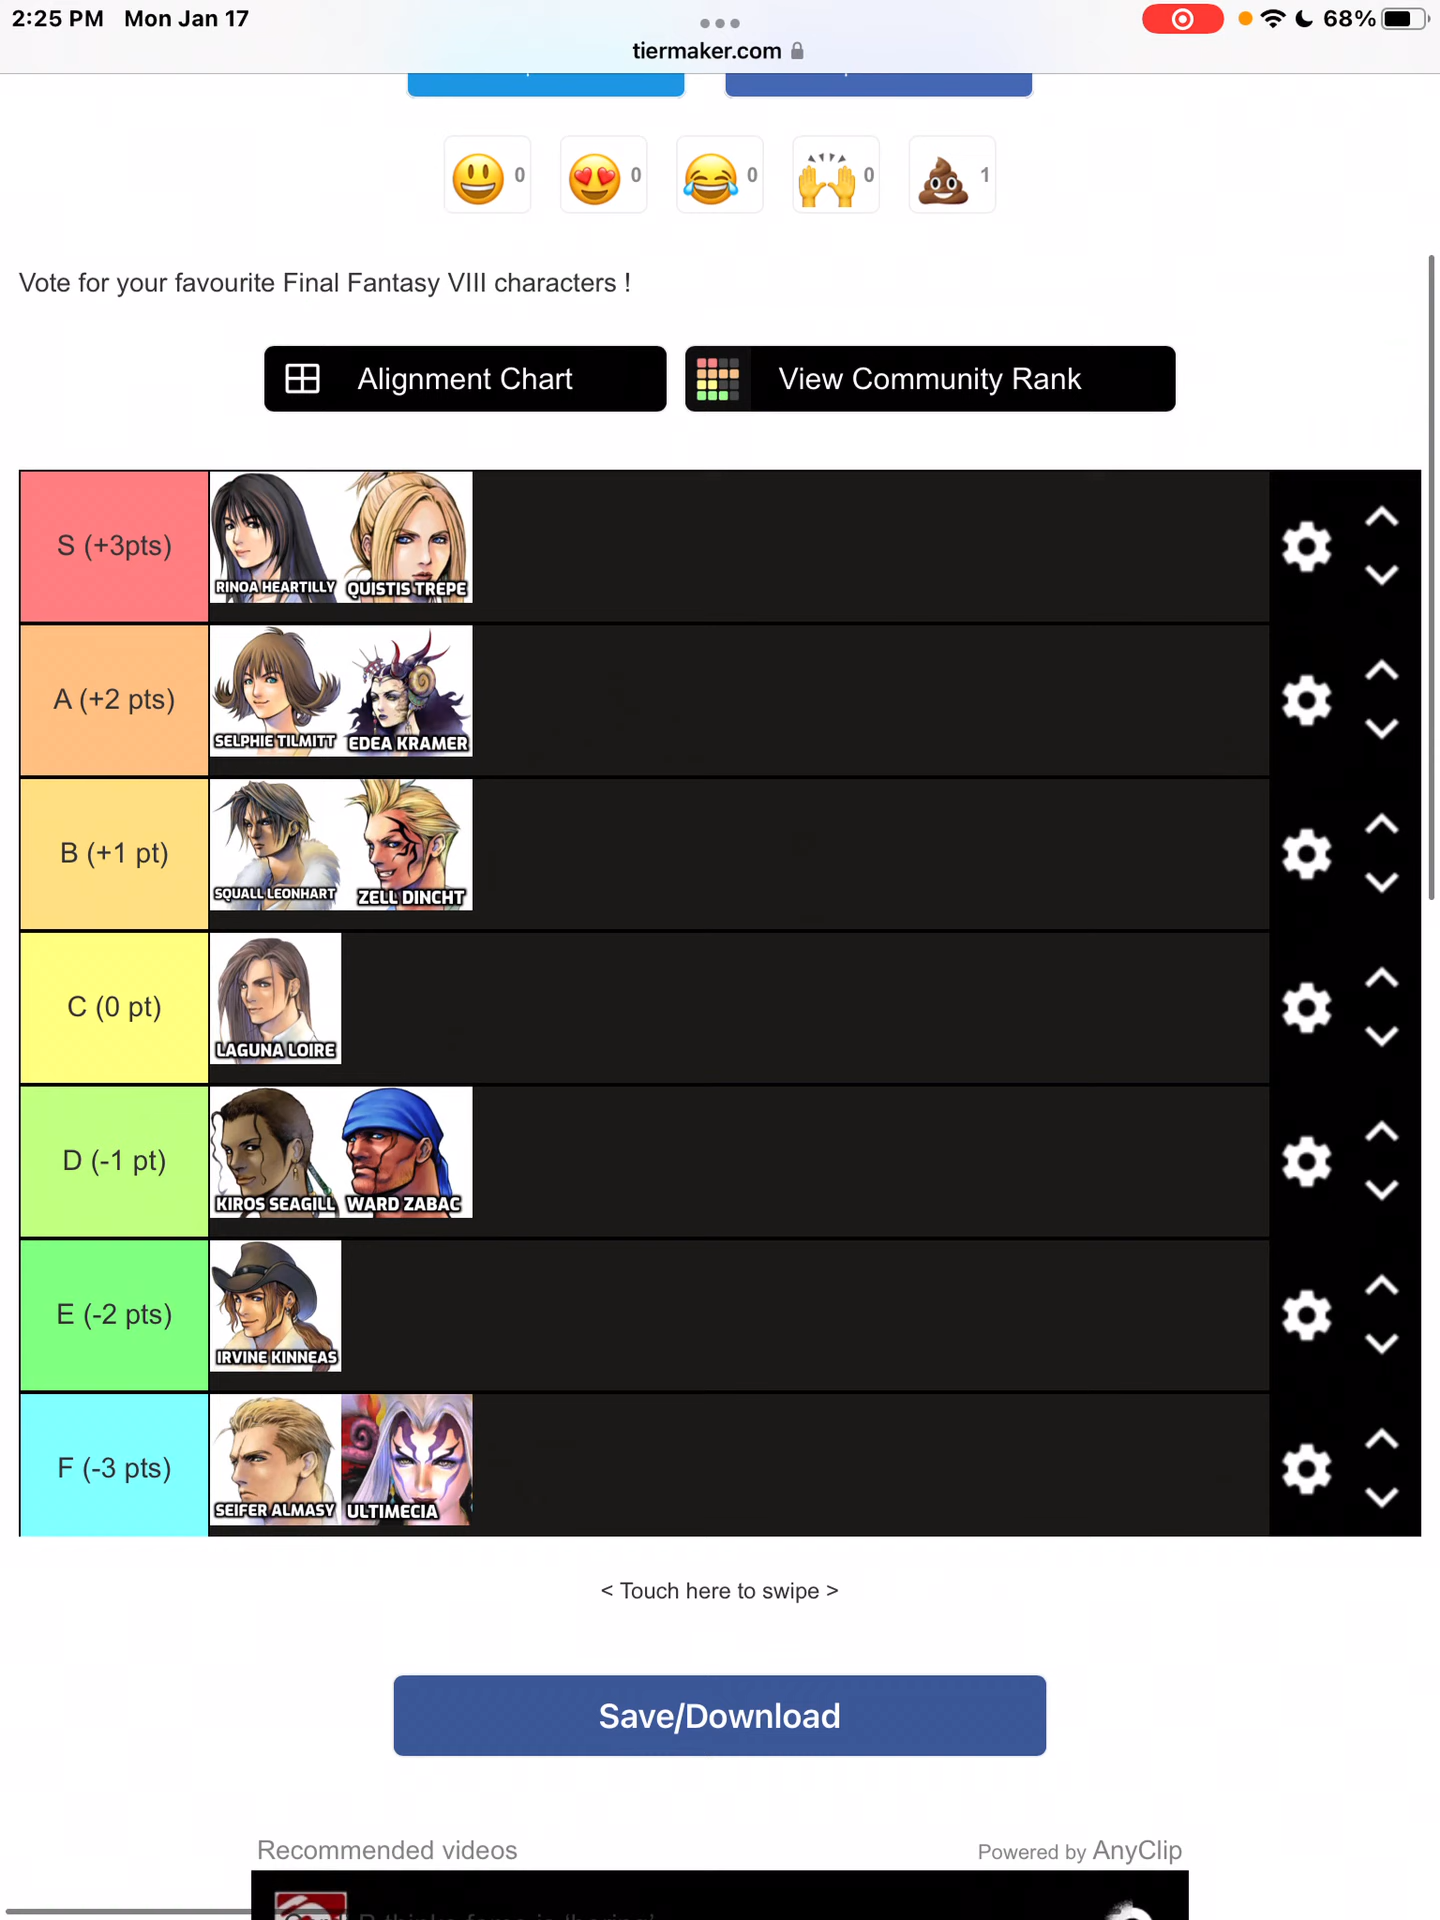 2:25 PM Mon Jan 17
68%
tiermaker.com
0 0 0 0 1
Vote for your favourite Final Fantasy VIII characters !
Alignment Chart
View Community Rank
S (+3pts)
RINOA HEARTILLY QUISTIS TREPE
A (+2 pts)
SELPHIE TILMITT EDEA KRAMER
B (+1 pt)
SQUALL LEONHART ZELL DINCHT
C (0 pt)
LAGUNA LOIRE
D (-1 pt)
KIROS SEAGILL WARD ZABAC
E (-2 pts)
IRVINE KINNEAS
F (-3 pts)
SEIFER ALMASY ULTIMECIA
< Touch here to swipe >
Save/Download
Recommended videos
Powered by AnyClip